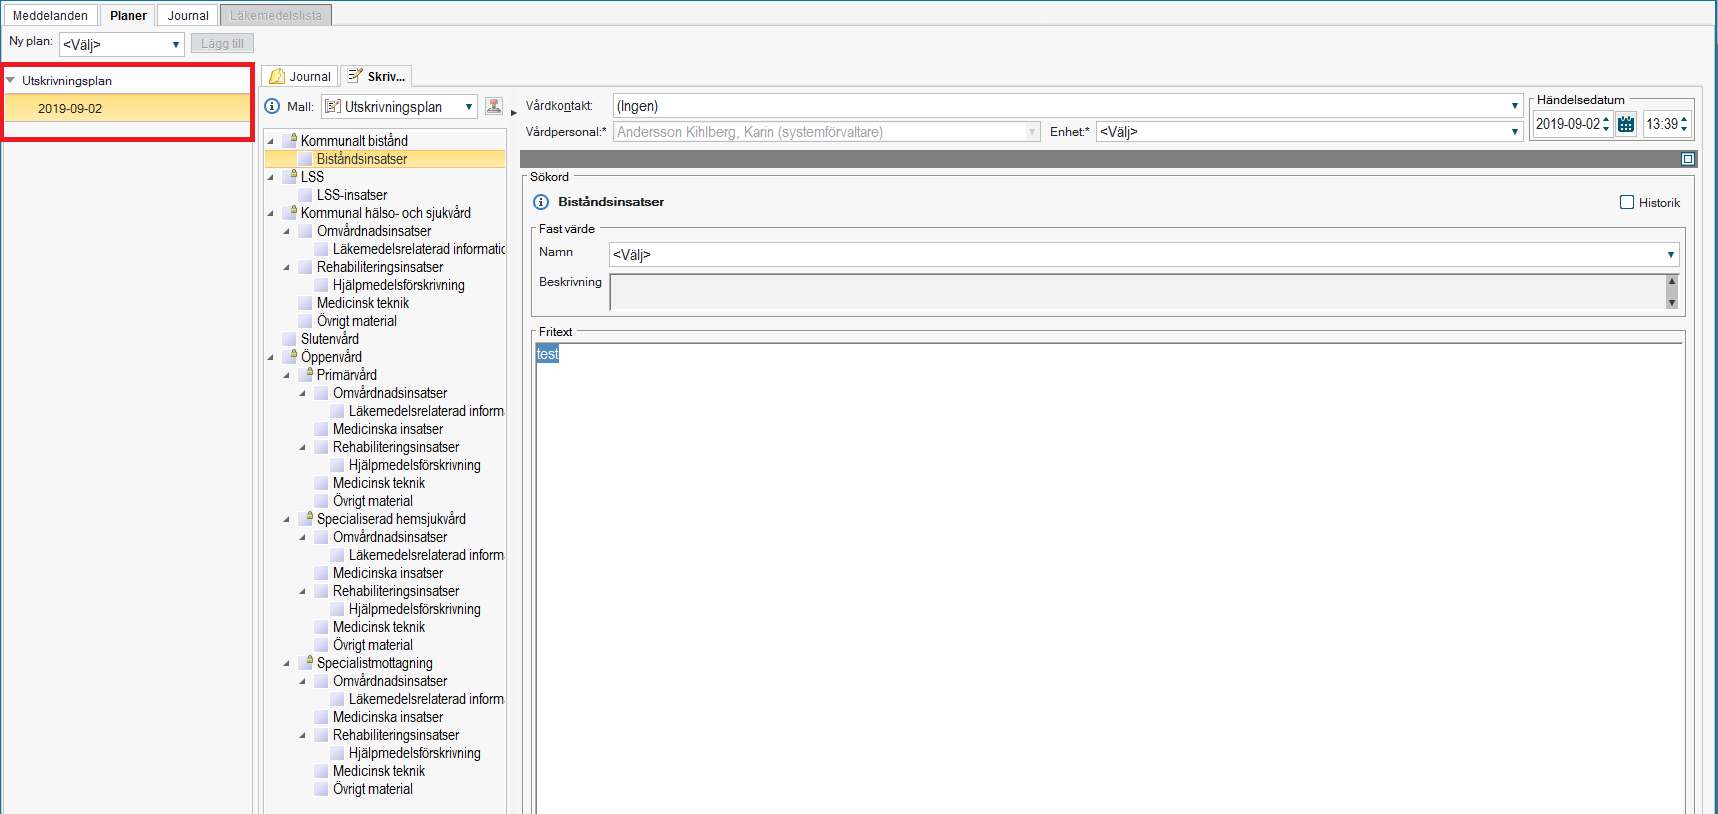 Meddelanden Planer Journal Läkemedelslista
Ny plan: <Välj> Lägg till
Utskrivningsplan
2019-09-02
Journal Skriv...
Mall: Utskrivningsplan
Kommunalt bistånd
Biståndsinsatser
LSS
LSS-insatser
Kommunal hälso- och sjukvård
Omvårdnadsinsatser
Läkemedelsrelaterad informatic
Rehabiliteringsinsatser
Hjälpmedelsförskrivning
Medicinsk teknik
Övrigt material
Slutenvård
Öppenvård
Primärvård
Omvårdnadsinsatser
Läkemedelsrelaterad inform
Medicinska insatser
Rehabiliteringsinsatser
Hjälpmedelsförskrivning
Medicinsk teknik
Övrigt material
Specialiserad hemsjukvård
Omvårdnadsinsatser
Läkemedelsrelaterad inform
Medicinska insatser
Rehabiliteringsinsatser
Hjälpmedelsförskrivning
Medicinsk teknik
Övrigt material
Specialistmottagning
Omvårdnadsinsatser
Läkemedelsrelaterad inform
Medicinska insatser
Rehabiliteringsinsatser
Hjälpmedelsförskrivning
Medicinsk teknik
Övrigt material
Vårdkontakt: (Ingen)
Vårdpersonal:* Andersson Kihlberg, Karin (systemförvaltare) Enhet:* <Välj>
Händelsedatum
2019-09-02 13:39
Sökord
Biståndsinsatser Historik
Fast värde
Namn <Välj>
Beskrivning
Fritext
test